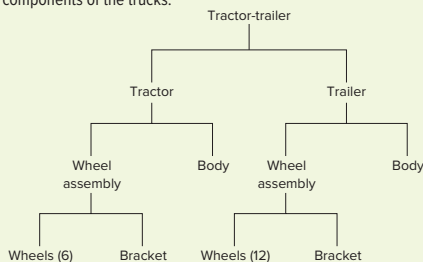 components of the trucks.
Tractor-trailer
Tractor Trailer
Wheel assembly Body Wheel assembly Body
Wheels (6) Bracket Wheels (12) Bracket